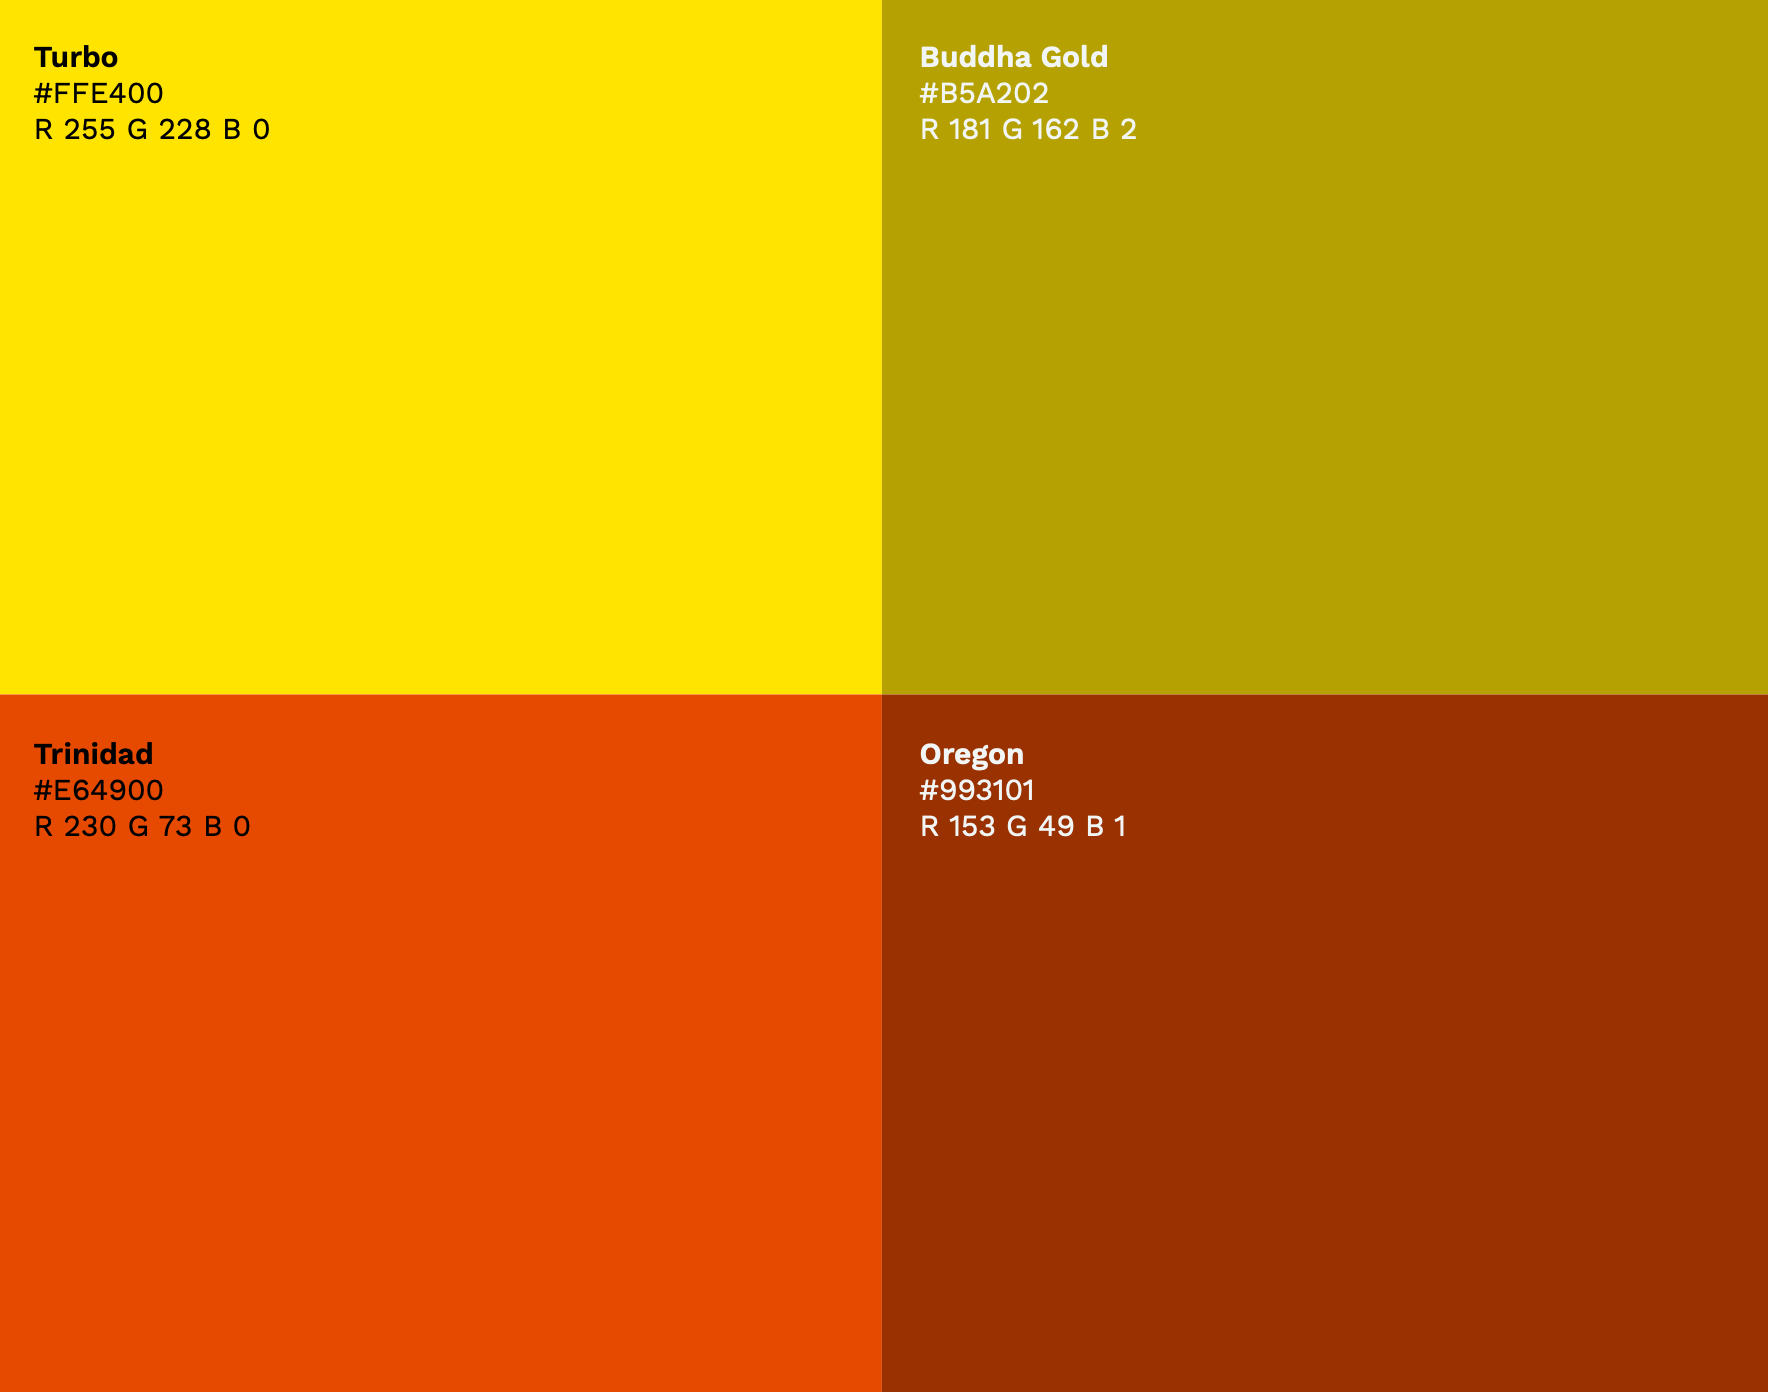 Turbo
#FFE400
R 255 G 228 B 0
Buddha Gold
#B5A202
R 181 G 162 B 2
Trinidad
#E64900
R 230 G 73 B 0
Oregon
#993101
R 153 G 49 B 1